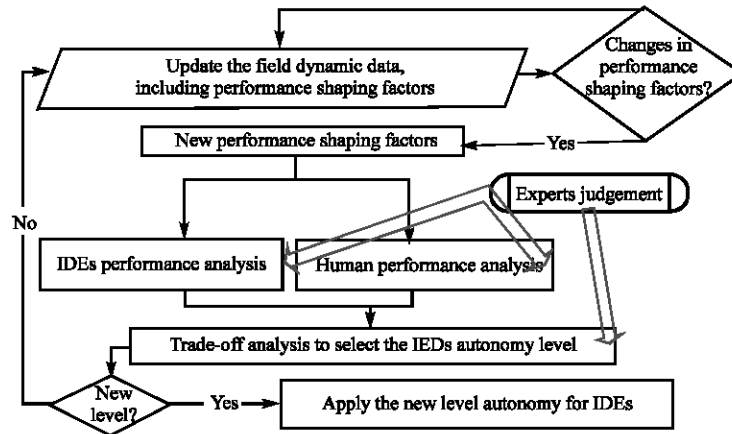 Changes in
performance
shaping factors?
Update the field dynamic data,
including performance shaping factors
Yes
New performance shaping factors
Experts judgement
No
IDEs performance analysis
Human performance analysis
Trade-off analysis to select the IEDs autonomy level
New
level?
Yes
Apply the new level autonomy for IDEs